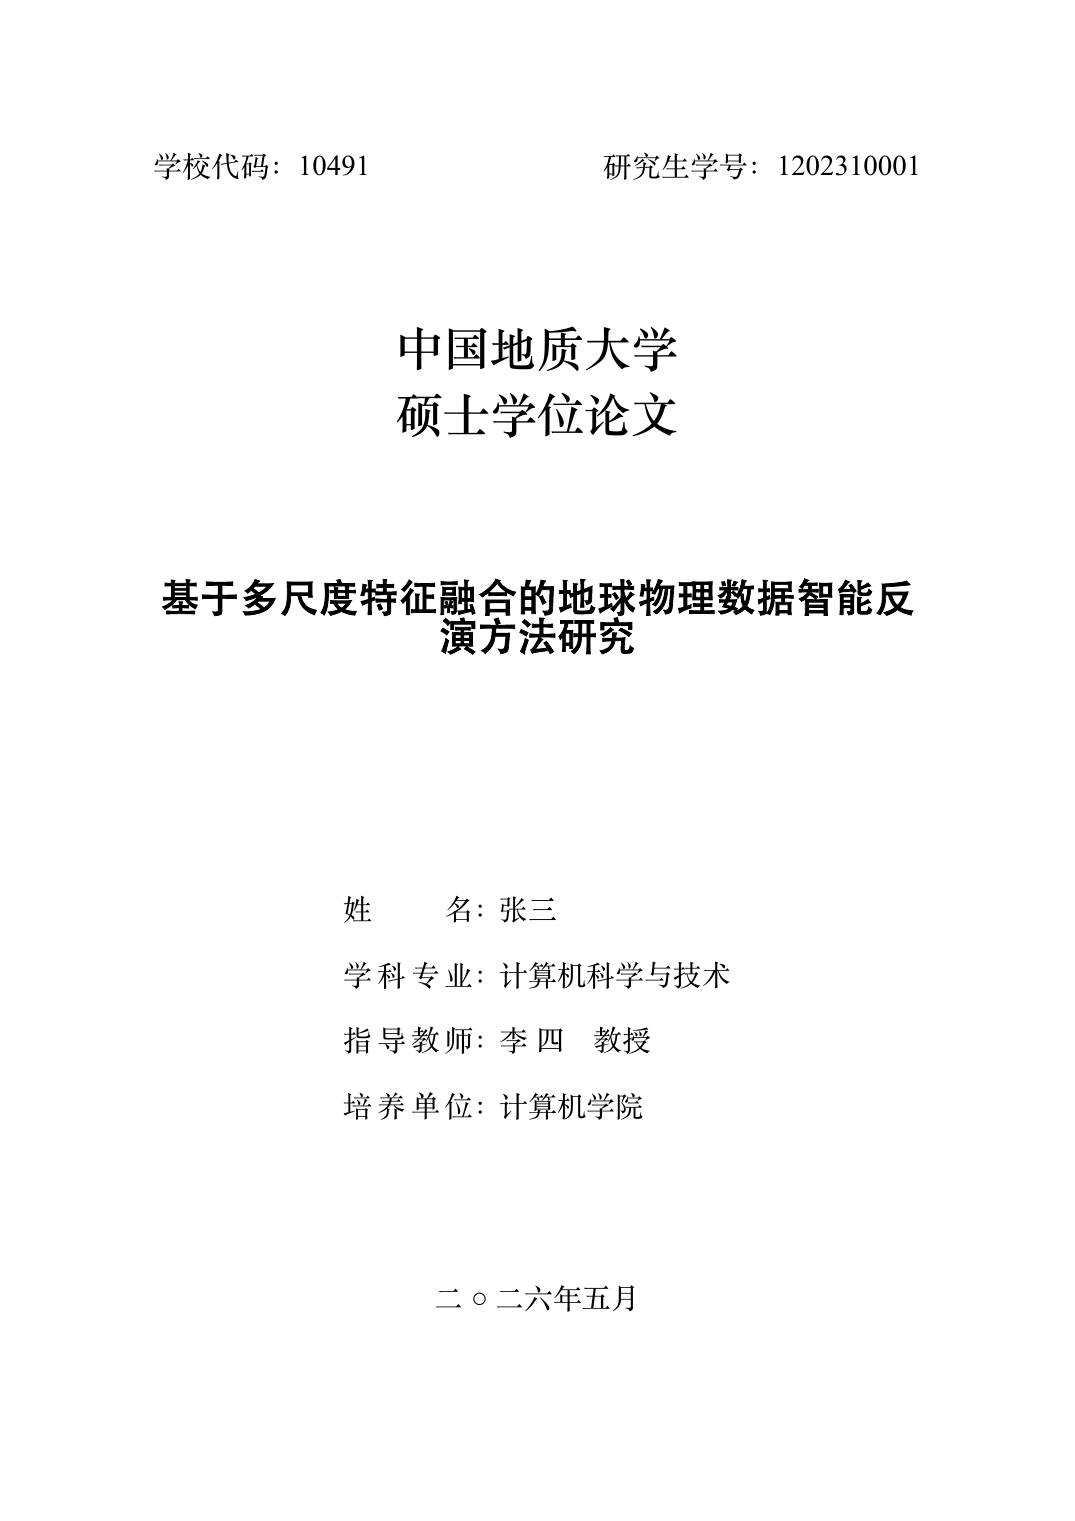 学校代码：10491 研究生学号：1202310001
中国地质大学
硕士学位论文
基于多尺度特征融合的地球物理数据智能反
演方法研究
姓 名：张三
学科专业：计算机科学与技术
指导教师：李 四 教授
培养单位：计算机学院
二○二六年五月